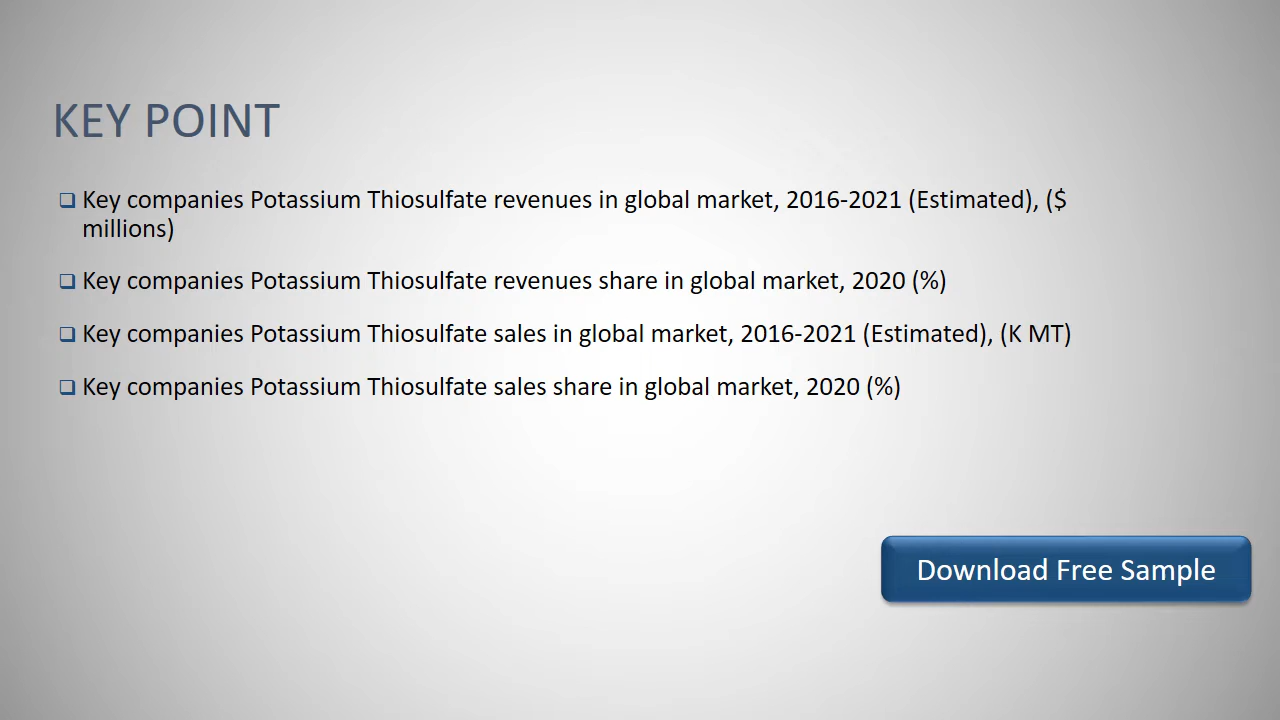 KEY POINT
Key companies Potassium Thiosulfate revenues in global market, 2016-2021 (Estimated), ($
millions)
Key companies Potassium Thiosulfate revenues share in global market, 2020 (%)
Key companies Potassium Thiosulfate sales in global market, 2016-2021 (Estimated), (K MT)
Key companies Potassium Thiosulfate sales share in global market, 2020 (%)
Download Free Sample